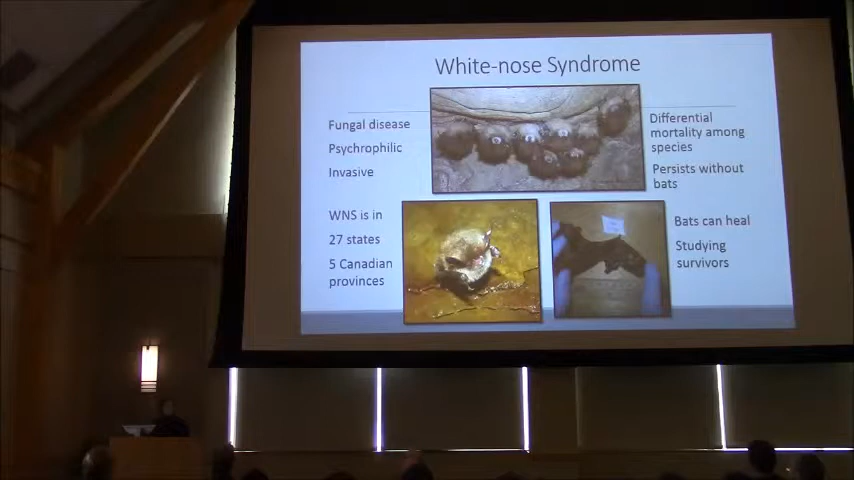 White-nose Syndrome
Fungal disease
Psychrophilic
Invasive
WNS is in
27 states
5 Canadian
provinces
Differential
mortality among
species
Persists without
bats
Bats can heal
Studying
survivors